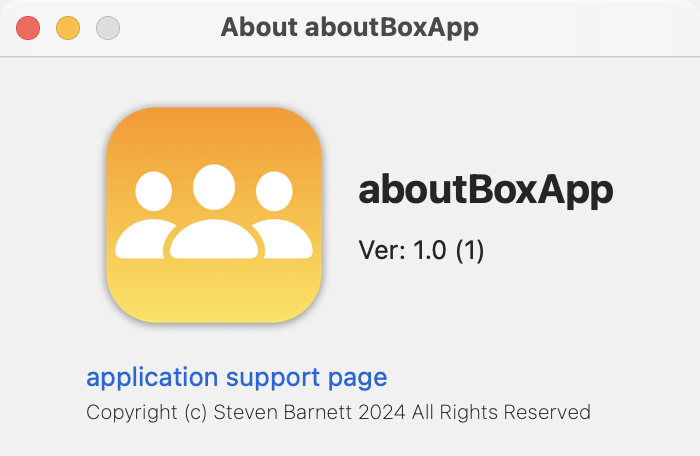 About aboutBoxApp
aboutBoxApp
Ver: 1.0 (1)
application support page
Copyright (c) Steven Barnett 2024 All Rights Reserved